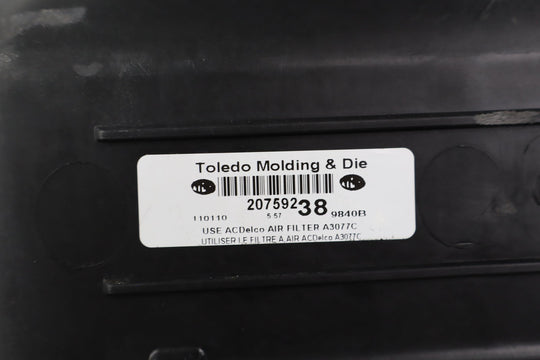 Toledo Molding & Die
20759238
110110 5 57 9840B
USE ACDelco AIR FILTER A3077C
UTILISER LE FILTRE A AIR ACDelco A3077C